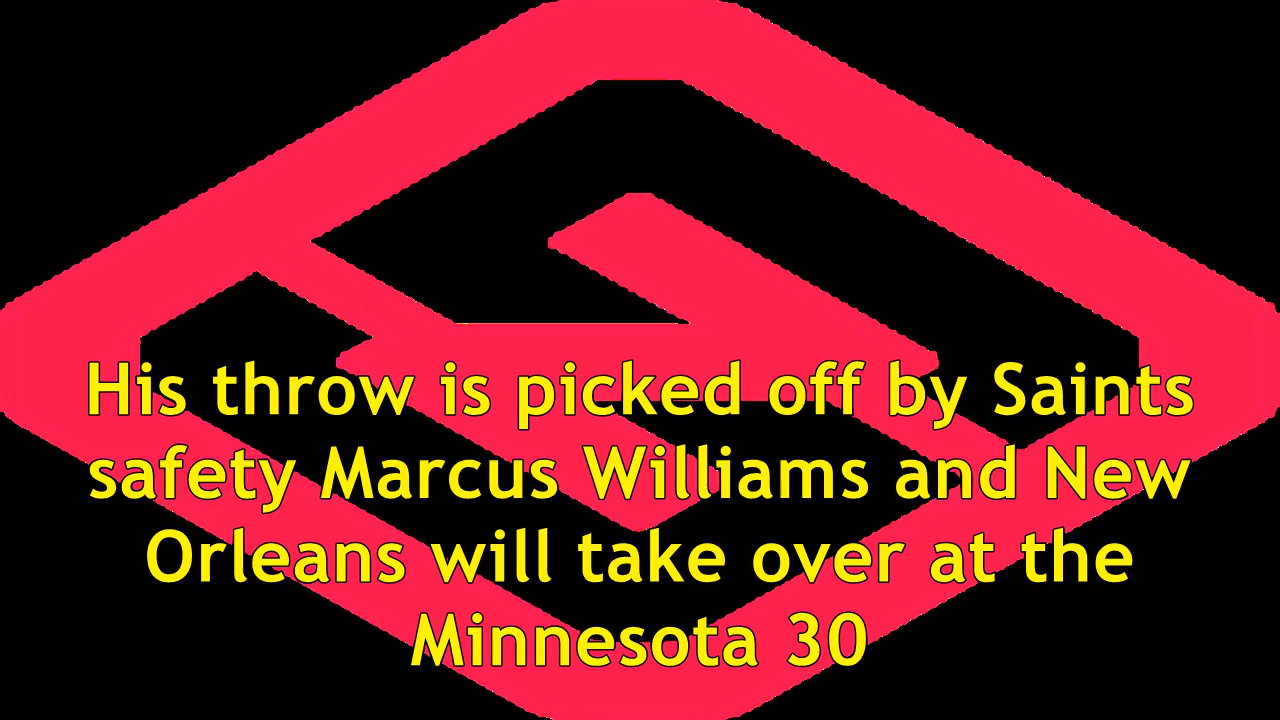 His throw is picked off by Saints
safety Marcus Williams and New
Orleans will take over at the
Minnesota 30